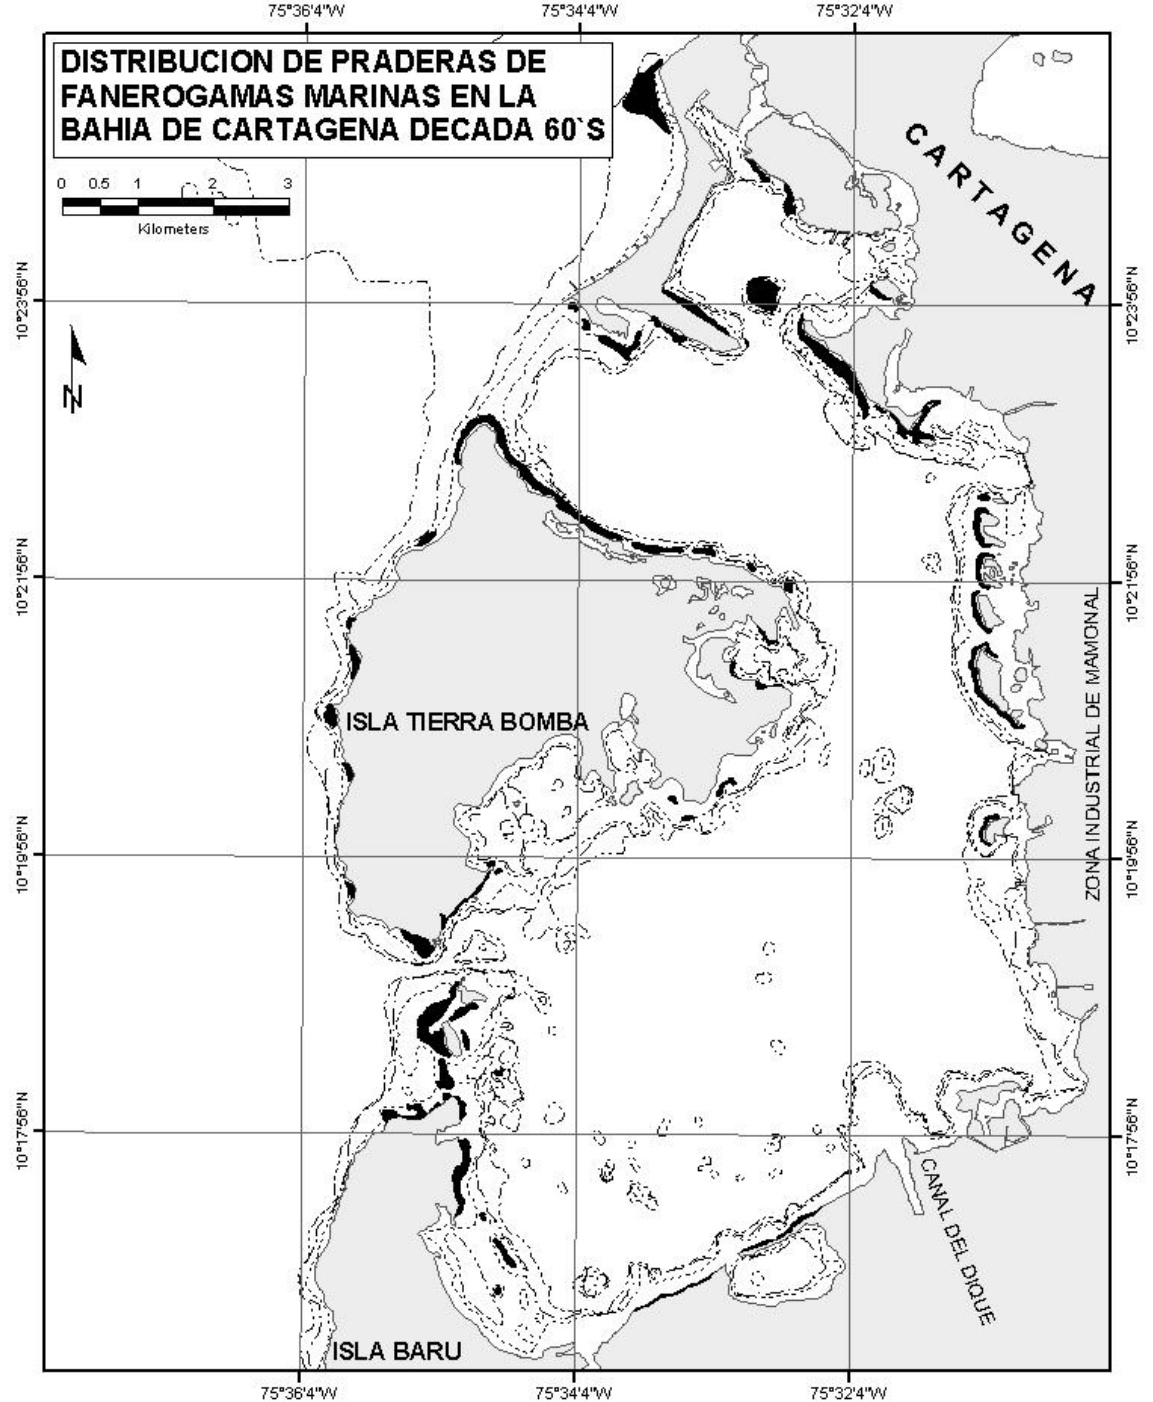 75°36'4"W 75°34'4"W 75°32'4"W
DISTRIBUCION DE PRADERAS DE
FANEROGAMAS MARINAS EN LA
BAHIA DE CARTAGENA DECADA 60`S
0 0.5 1 2 3
Kilometers
CARTAGENA
10°23'56"N 10°23'56"N
N
10°21'56"N 10°21'56"N
ZONA INDUSTRIAL DE MAMONAL
ISLA TIERRA BOMBA
10°19'56"N 10°19'56"N
10°17'56"N 10°17'56"N
CANAL DEL DIQUE
ISLA BARU
75°36'4"W 75°34'4"W 75°32'4"W